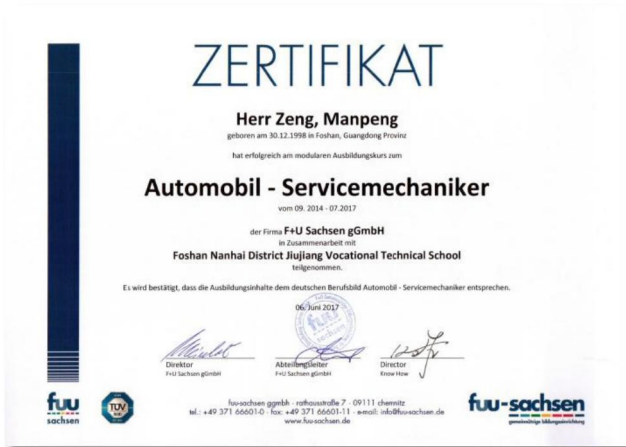 ZERTIFIKAT
Herr Zeng, Manpeng
geboren am 30.12.1998 in Foshan, Guangdong Provinz
hat erfolgreich am modularen Ausbildungskurs zum
Automobil - Servicemechaniker
vom 09. 2014 - 07.2017
der Firma F+U Sachsen gGmbH
in Zusammenarbeit mit
Foshan Nanhai District Jiujiang Vocational Technical School
teilgenommen.
Es wird bestätigt, dass die Ausbildungsinhalte dem deutschen Berufsbild Automobil - Servicemechaniker entsprechen.
06. Juni 2017
fuu
sachsen
Direktor
F+U Sachsen gGmbH
Abteilungsleiter
F+U Sachsen gGmbH
Director
Know How
fuu
sachsen
TÜV
fuu-sachsen ggmbh · rathausstraße 7 · 09111 chemnitz
tel.: +49 371 66601-0 · fax: +49 371 66601-11 · e-mail: info@fuu-sachsen.de
www.fuu-sachsen.de
fuu-sachsen
gemeinnützige bildungseinrichtung